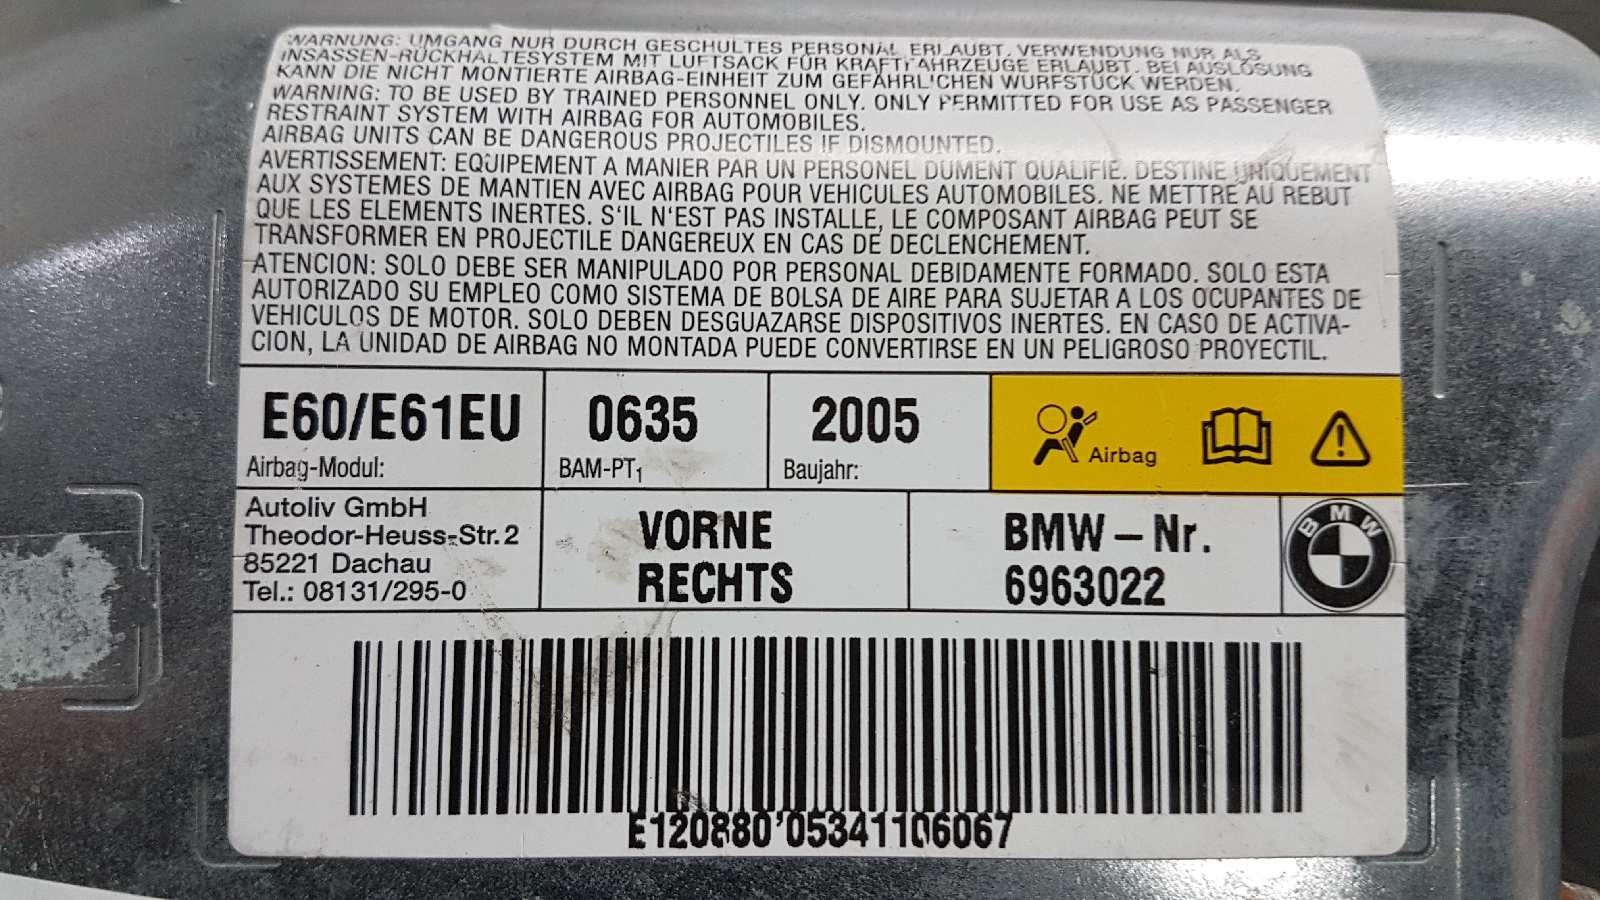 WARNUNG: UMGANG NUR DURCH GESCHULTES PERSONAL ERLAUBT. VERWENDUNG NUR ALS
INSASSEN-RÜCKHALTESYSTEM MIT LUFTSACK FÜR KRAFTFAHRZEUGE ERLAUBT. BEI AUSLÖSUNG
KANN DIE NICHT MONTIERTE AIRBAG-EINHEIT ZUM GEFÄHRLICHEN WURFSTÜCK WERDEN.
WARNING: TO BE USED BY TRAINED PERSONNEL ONLY. ONLY PERMITTED FOR USE AS PASSENGER
RESTRAINT SYSTEM WITH AIRBAG FOR AUTOMOBILES.
AIRBAG UNITS CAN BE DANGEROUS PROJECTILES IF DISMOUNTED.
AVERTISSEMENT: EQUIPEMENT A MANIER PAR UN PERSONEL DUMENT QUALIFIE. DESTINE UNIQUEMENT
AUX SYSTEMES DE MANTIEN AVEC AIRBAG POUR VEHICULES AUTOMOBILES. NE METTRE AU REBUT
QUE LES ELEMENTS INERTES. S'IL N'EST PAS INSTALLE, LE COMPOSANT AIRBAG PEUT SE
TRANSFORMER EN PROJECTILE DANGEREUX EN CAS DE DECLENCHEMENT.
ATENCION: SOLO DEBE SER MANIPULADO POR PERSONAL DEBIDAMENTE FORMADO. SOLO ESTA
AUTORIZADO SU EMPLEO COMO SISTEMA DE BOLSA DE AIRE PARA SUJETAR A LOS OCUPANTES DE
VEHICULOS DE MOTOR. SOLO DEBEN DESGUAZARSE DISPOSITIVOS INERTES. EN CASO DE ACTIVA-
CION, LA UNIDAD DE AIRBAG NO MONTADA PUEDE CONVERTIRSE EN UN PELIGROSO PROYECTIL.
E60/E61EU
Airbag-Modul:
0635
BAM-PT1
2005
Baujahr:
Airbag
Autoliv GmbH
Theodor-Heuss-Str. 2
85221 Dachau
Tel.: 08131/295-0
VORNE
RECHTS
BMW - Nr.
6963022
BMW
E120880'05341106067